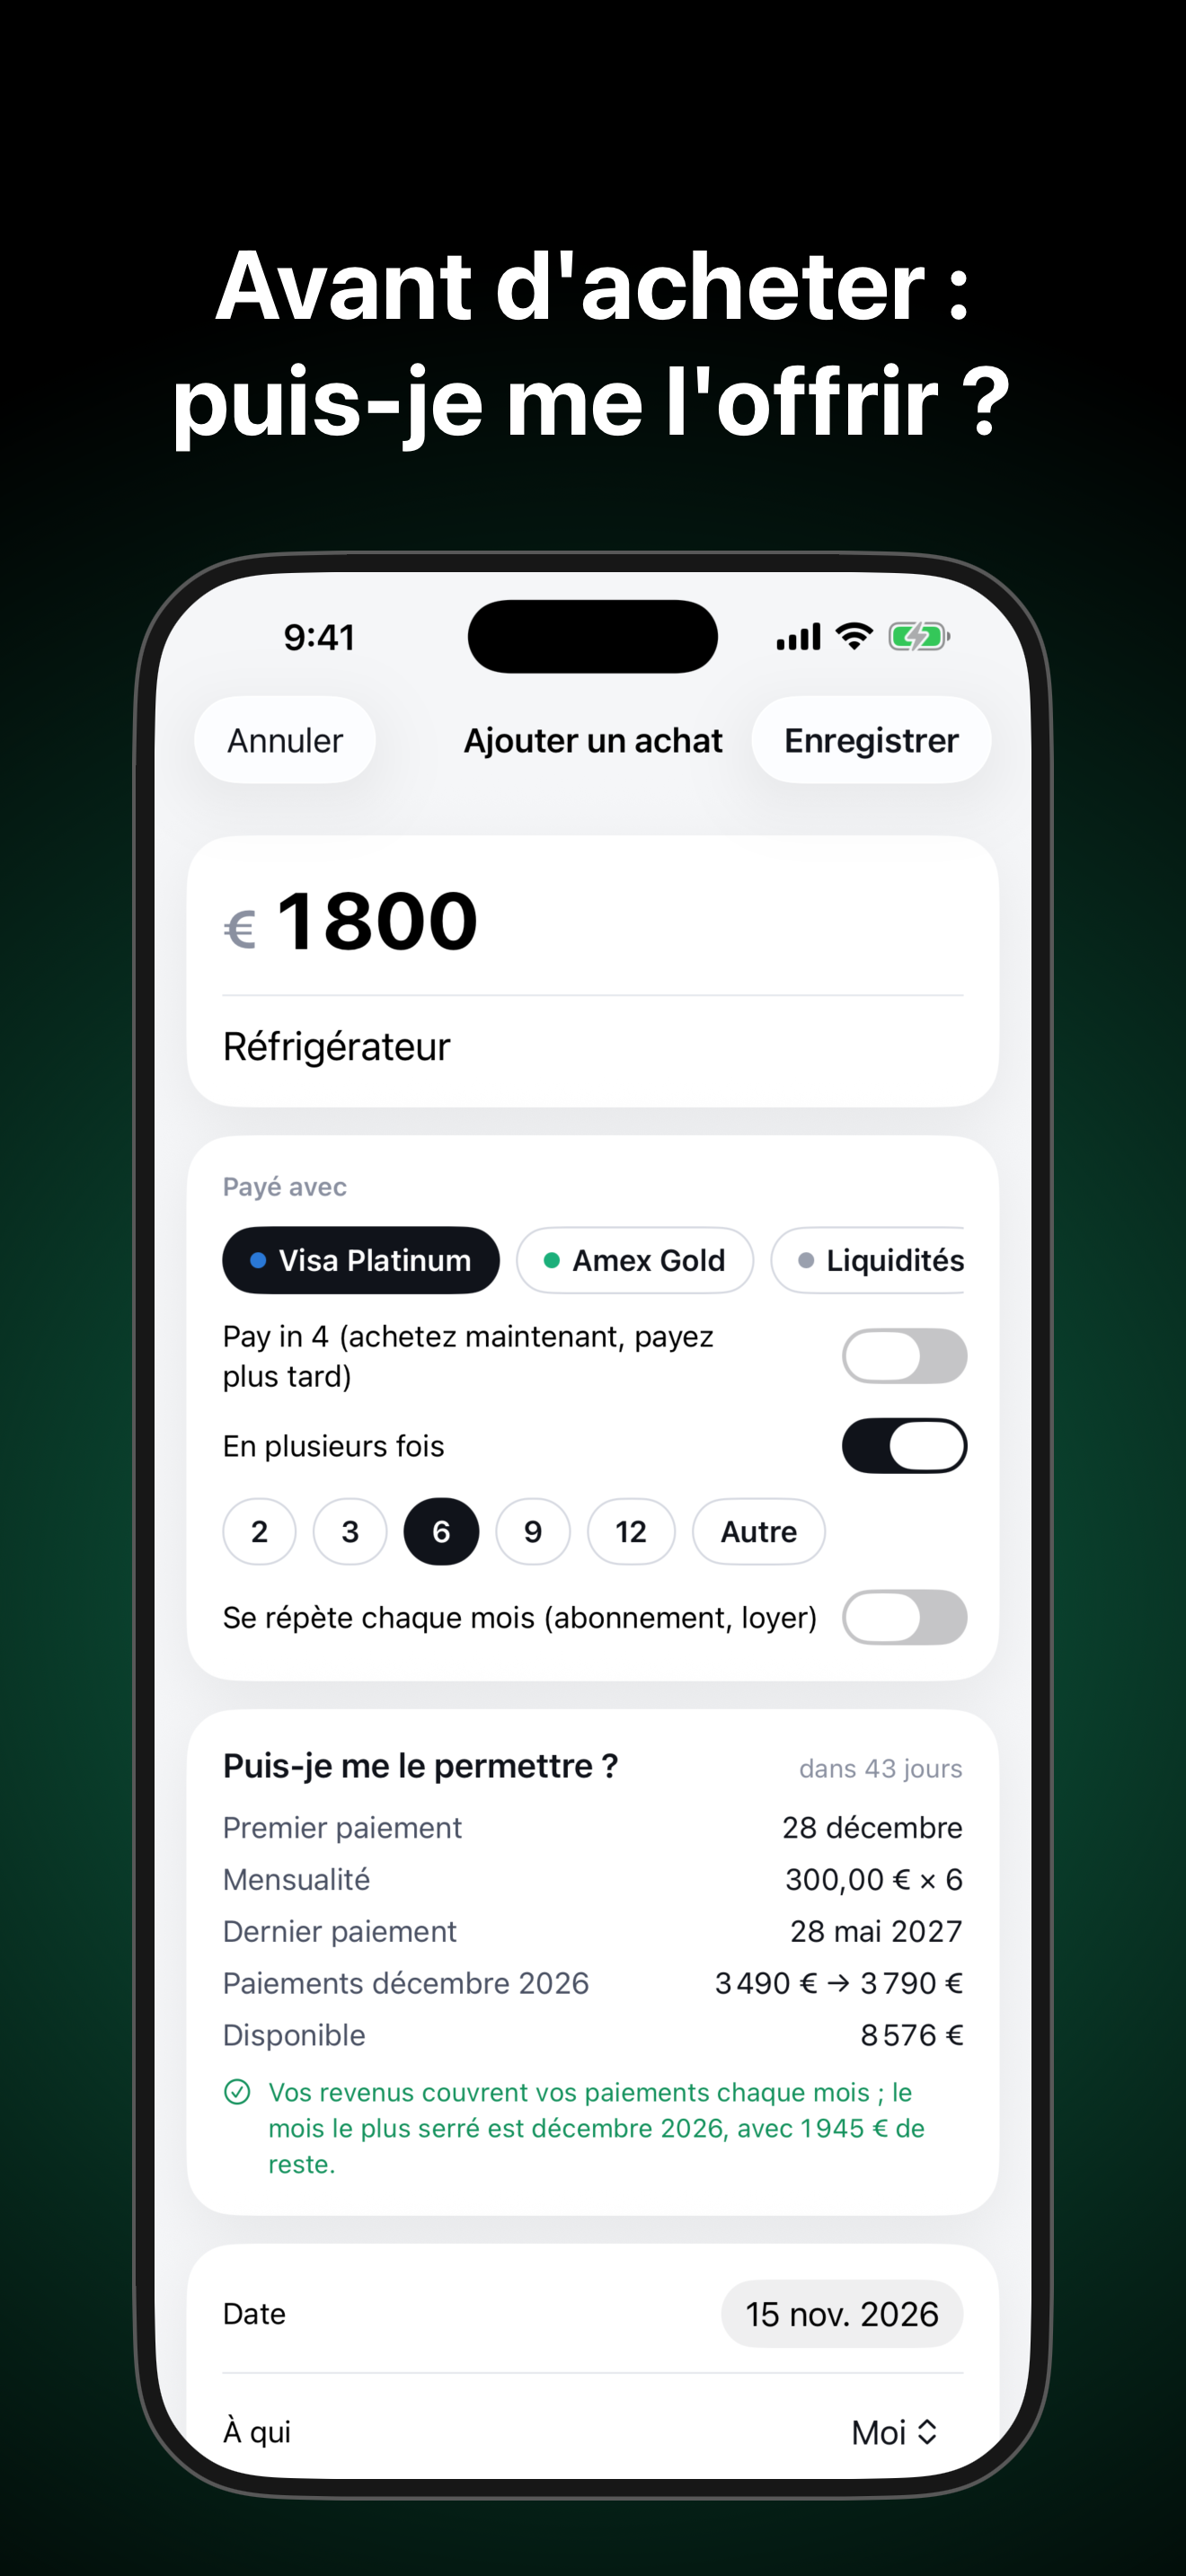 Avant d'acheter :
puis-je me l'offrir ?
9:41
Annuler
Ajouter un achat
Enregistrer
€ 1 800
Réfrigérateur
Payé avec
Visa Platinum
Amex Gold
Liquidités
Pay in 4 (achetez maintenant, payez
plus tard)
En plusieurs fois
2 3 6 9 12 Autre
Se répète chaque mois (abonnement, loyer)
Puis-je me le permettre ? dans 43 jours
Premier paiement 28 décembre
Mensualité 300,00 € × 6
Dernier paiement 28 mai 2027
Paiements décembre 2026 3 490 € → 3 790 €
Disponible 8 576 €
Vos revenus couvrent vos paiements chaque mois ; le
mois le plus serré est décembre 2026, avec 1 945 € de
reste.
Date 15 nov. 2026
À qui Moi